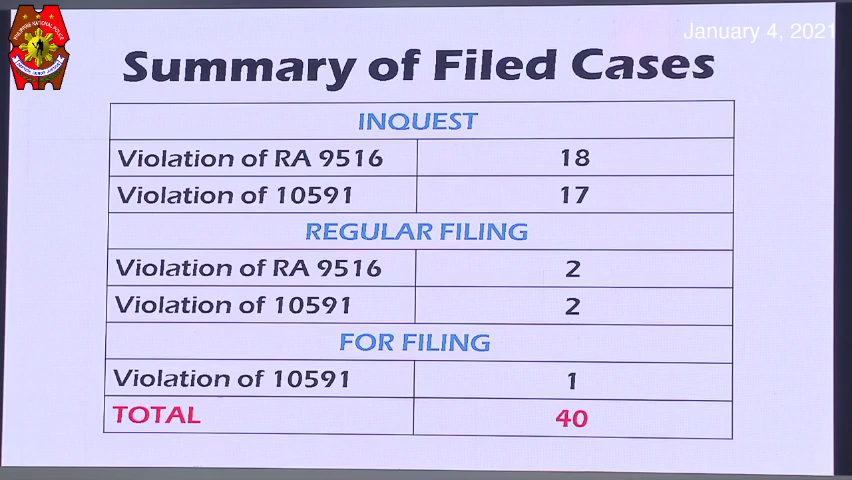 January 4, 2021
Summary of Filed Cases
INQUEST
Violation of RA 9516 18
Violation of 10591 17
REGULAR FILING
Violation of RA 9516 2
Violation of 10591 2
FOR FILING
Violation of 10591 1
TOTAL 40